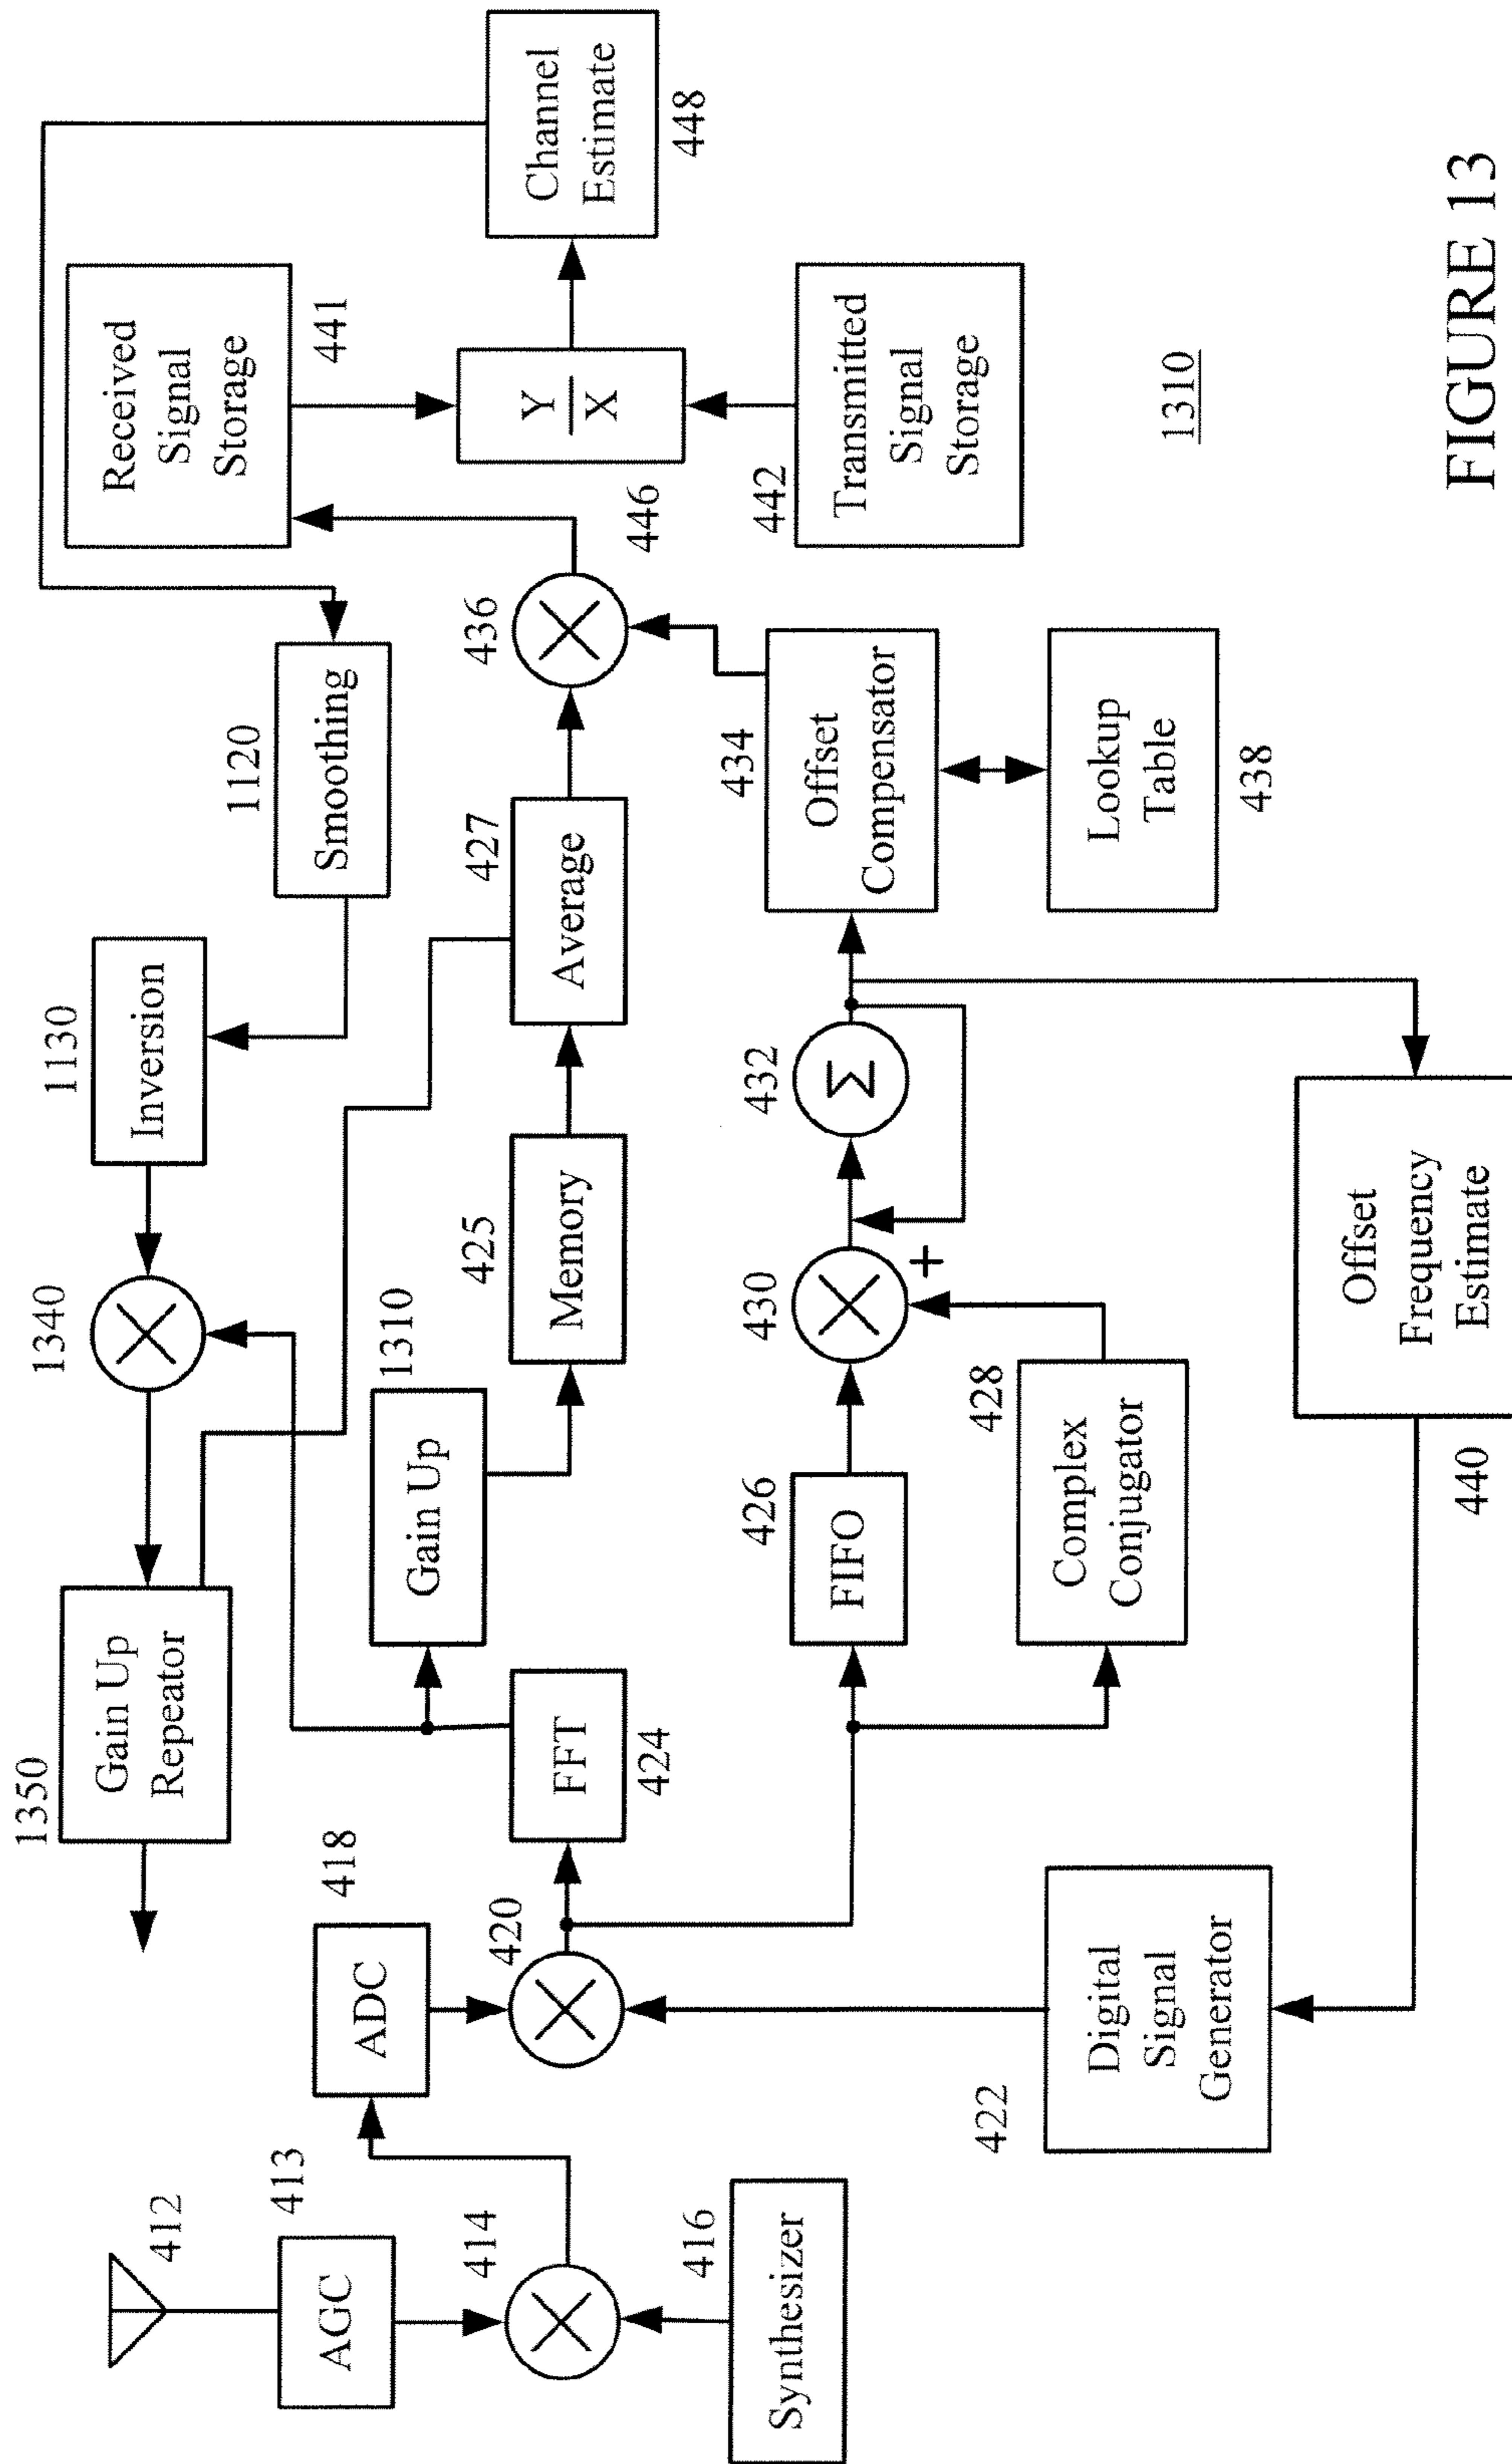 412
AGC
413
414
416
Synthesizer
ADC
418
420
422
Digital
Signal
Generator
1350
Gain Up
Repeator
FFT
424
Gain Up
1310
1340
FIFO
426
Complex
Conjugator
428
430
+
Σ
432
Memory
425
Inversion
1130
Average
427
Smoothing
1120
Offset
Compensator
434
Lookup
Table
438
Offset
Frequency
Estimate
440
436
446
Received
Signal
Storage
441
Y
X
442
Transmitted
Signal
Storage
Channel
Estimate
448
1310
FIGURE 13